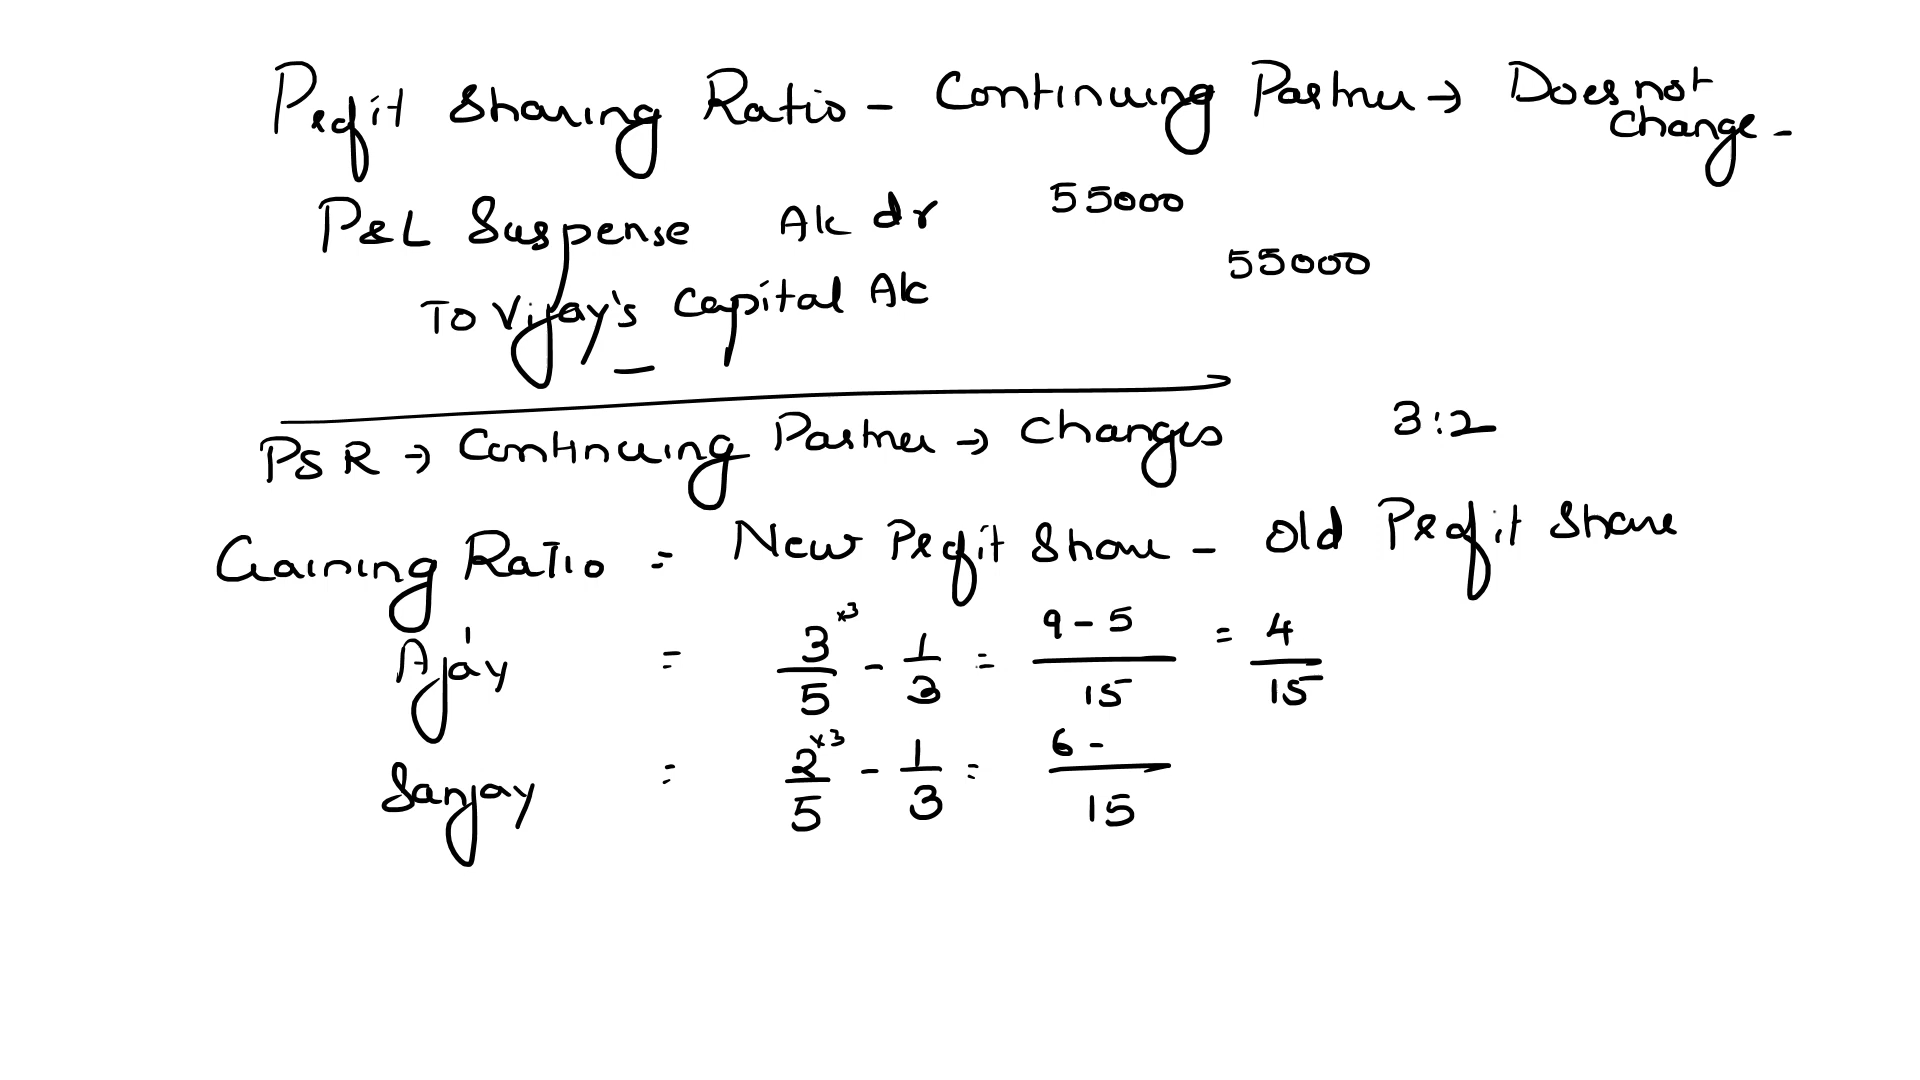 Profit Sharing Ratio - Continuing Partner → Does not change -
P&L Suspense A/c dr 55000
To Vijay's Capital A/c 55000
PSR → Continuing Partner → Changes 3:2
Gaining Ratio = New Profit Share - Old Profit Share
Ajay = 3×3/5 - 1/3 = 9-5/15 = 4/15
Sanjay = 2×3/5 - 1/3 = 6-/15